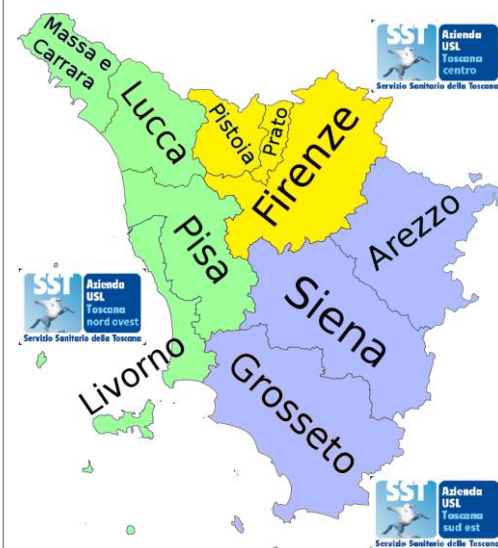 Massa e
Carrara
SST
Azienda
USL
Toscana
centro
Servizio Sanitario della Toscana
Lucca
Pistoia
Prato
Firenze
Arezzo
Pisa
SST
Azienda
USL
Toscana
nord ovest
Servizio Sanitario della Toscana
Siena
Livorno
Grosseto
SST
Azienda
USL
Toscana
sud est
Servizio Sanitario della Toscana